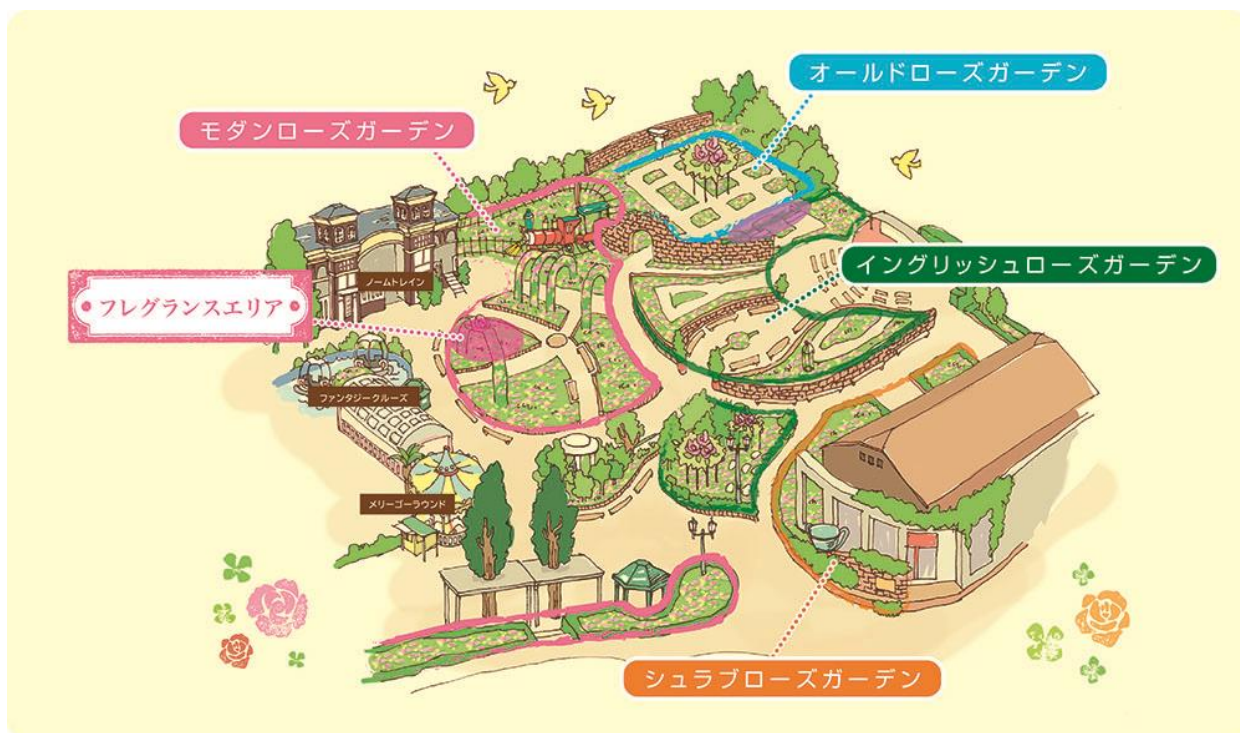 オールドローズガーデン
モダンローズガーデン
イングリッシュローズガーデン
ノームトレイン
フレグランスエリア
ファンタジークルーズ
メリーゴーラウンド
シュラブローズガーデン